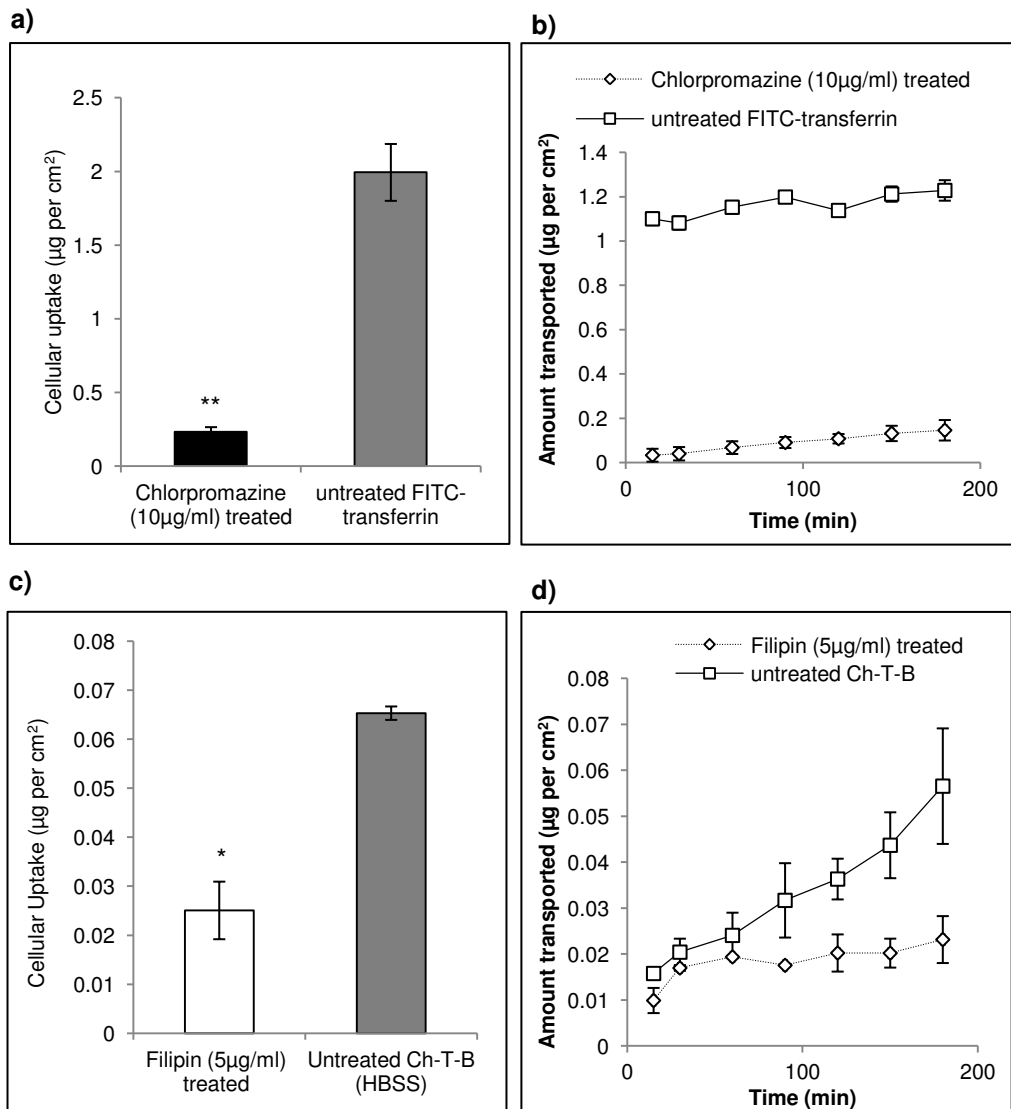 a)
Cellular uptake (µg per cm²)
2.5
2
1.5
1
0.5
0
**
Chlorpromazine
(10µg/ml) treated
untreated FITC-
transferrin
b)
Chlorpromazine (10µg/ml) treated
untreated FITC-transferrin
Amount transported (µg per cm²)
1.4
1.2
1
0.8
0.6
0.4
0.2
0
0
100
200
Time (min)
c)
Cellular Uptake (µg per cm²)
0.08
0.07
0.06
0.05
0.04
0.03
0.02
0.01
0
*
Filipin (5µg/ml)
treated
Untreated Ch-T-B
(HBSS)
d)
Filipin (5µg/ml) treated
untreated Ch-T-B
Amount transported (µg per cm²)
0.08
0.07
0.06
0.05
0.04
0.03
0.02
0.01
0
0
100
200
Time (min)